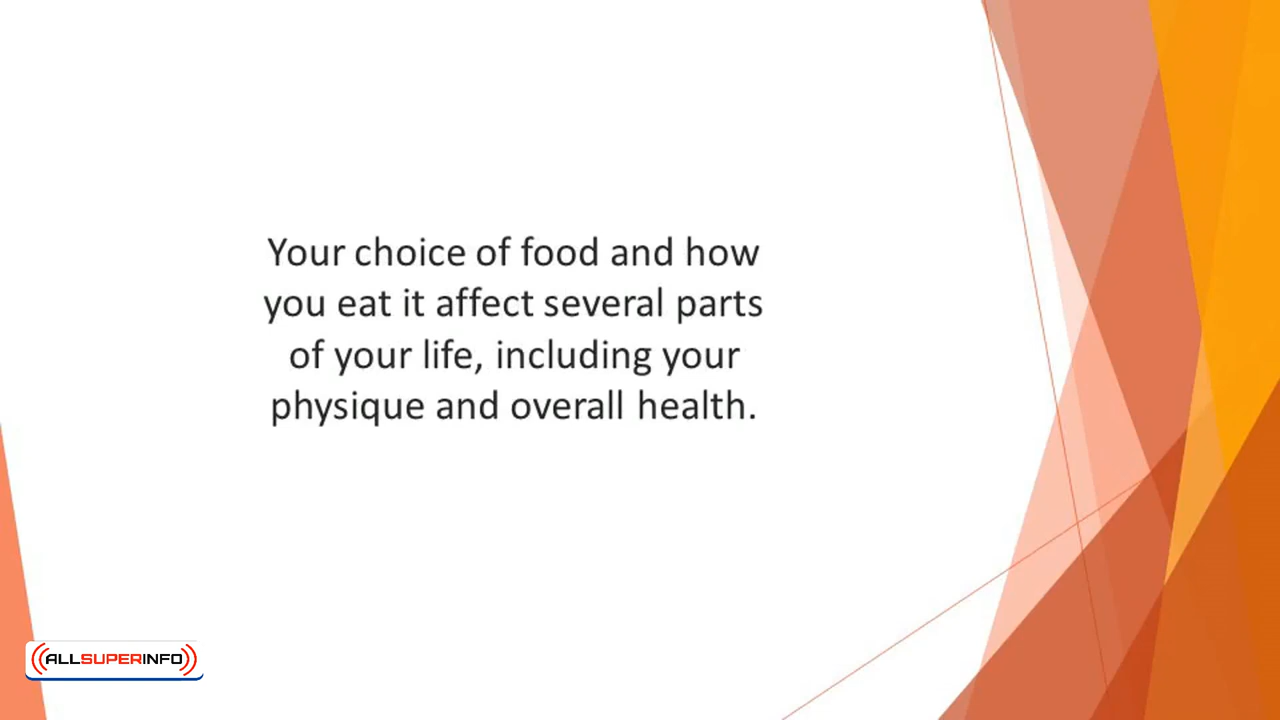 Your choice of food and how
you eat it affect several parts
of your life, including your
physique and overall health.
ALLSUPERINFO